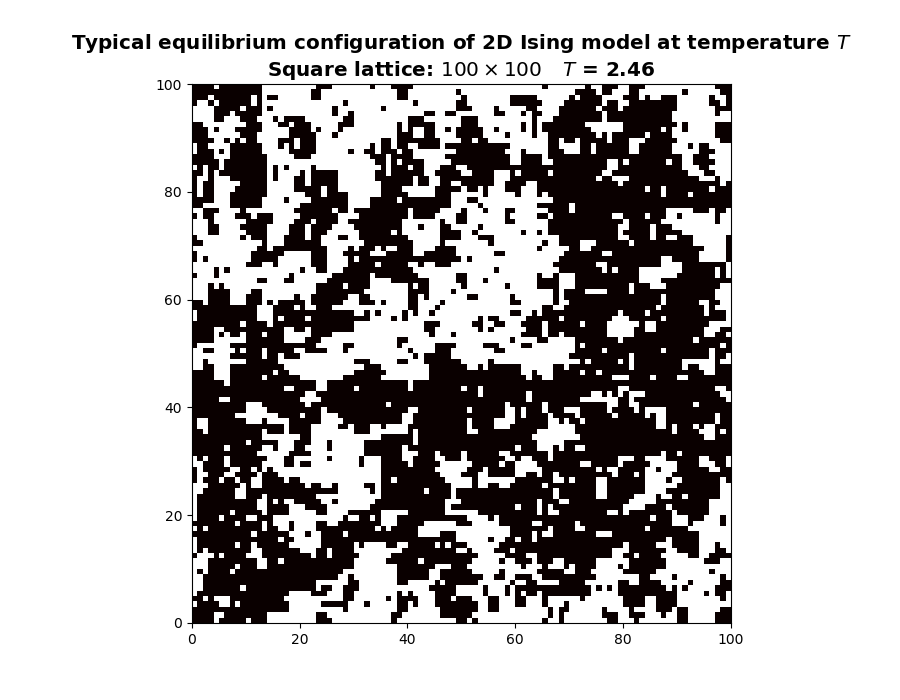 Typical equilibrium configuration of 2D Ising model at temperature T
Square lattice: 100 × 100 T = 2.46
100
80
60
40
20
0
0 20 40 60 80 100